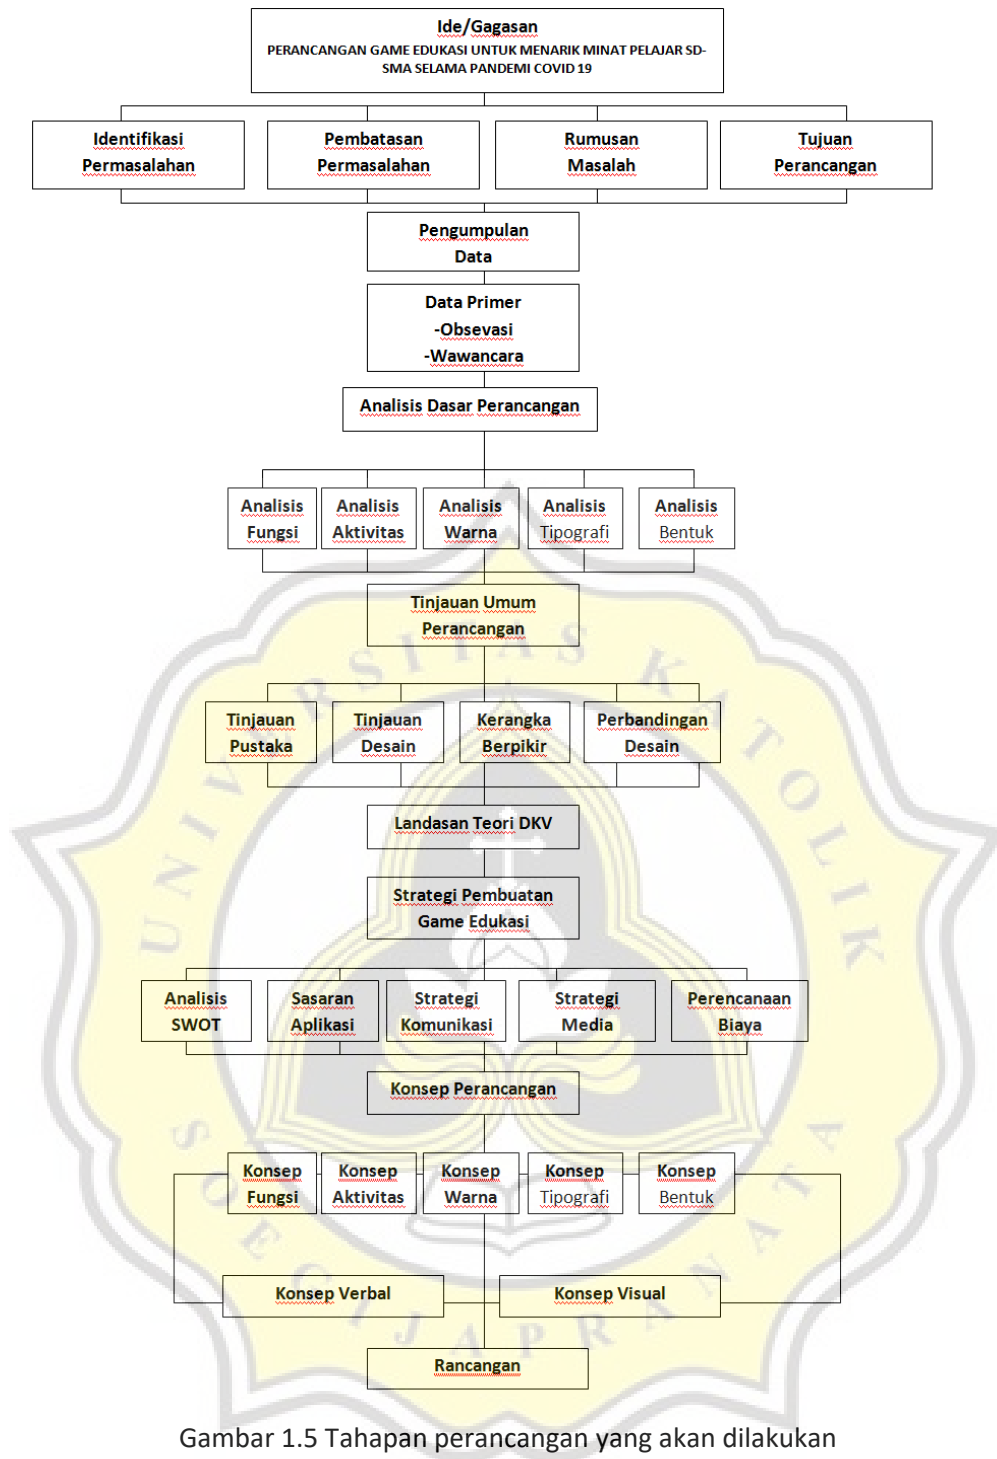 Ide/Gagasan
PERANCANGAN GAME EDUKASI UNTUK MENARIK MINAT PELAJAR SD-
SMA SELAMA PANDEMI COVID 19
Identifikasi
Permasalahan
Pembatasan
Permasalahan
Rumusan
Masalah
Tujuan
Perancangan
Pengumpulan
Data
Data Primer
-Obsevasi
-Wawancara
Analisis Dasar Perancangan
Analisis
Fungsi
Analisis
Aktivitas
Analisis
Warna
Analisis
Tipografi
Analisis
Bentuk
Tinjauan Umum
Perancangan
Tinjauan
Pustaka
Tinjauan
Desain
Kerangka
Berpikir
Perbandingan
Desain
Landasan Teori DKV
Strategi Pembuatan
Game Edukasi
Analisis
SWOT
Sasaran
Aplikasi
Strategi
Komunikasi
Strategi
Media
Perencanaan
Biaya
Konsep Perancangan
Konsep
Fungsi
Konsep
Aktivitas
Konsep
Warna
Konsep
Tipografi
Konsep
Bentuk
Konsep Verbal
Konsep Visual
Rancangan
Gambar 1.5 Tahapan perancangan yang akan dilakukan
UNIVERSITAS KATOLIK
SOEGIJAPRANATA